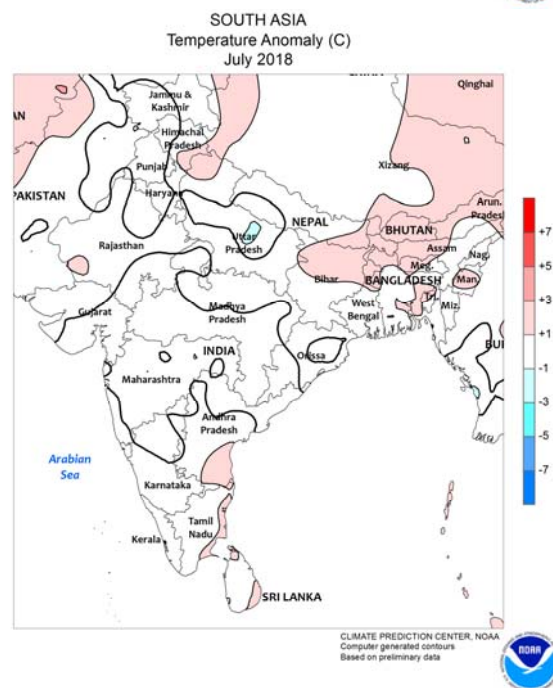 SOUTH ASIA
Temperature Anomaly (C)
July 2018
Jammu &
Kashmir
Qinghai
Himachal
Pradesh
Punjab
Xizang
PAKISTAN
Haryana
Arun.
Prades
NEPAL
BHUTAN
Uttar
Pradesh
Assam
Rajasthan
Nag.
Meg.
Bihar
BANGLADESH
Man.
Tri.
Miz.
West
Bengal
Gujarat
Madhya
Pradesh
INDIA
Orissa
Maharashtra
Andhra
Pradesh
Arabian
Sea
Karnataka
Tamil
Nadu
Kerala
SRI LANKA
+7
+5
+3
+1
-1
-3
-5
-7
CLIMATE PREDICTION CENTER, NOAA
Computer generated contours
Based on preliminary data
NOAA